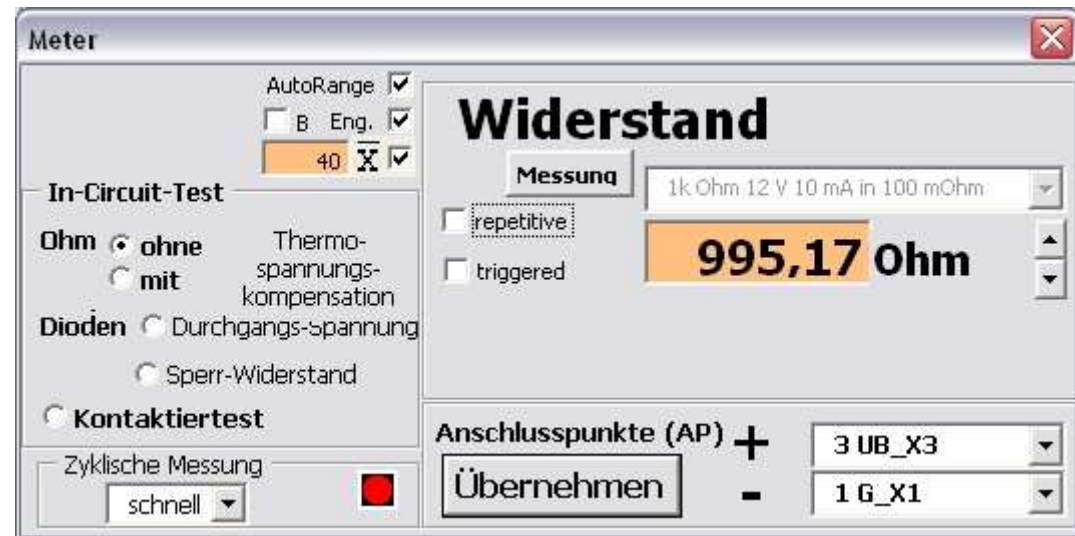 Meter
AutoRange
B Eng.
40 X
In-Circuit-Test
Ohm ohne
mit
Thermo-
spannungs-
kompensation
Dioden Durchgangs-Spannung
Sperr-Widerstand
Kontaktiertest
Zyklische Messung
schnell
Widerstand
Messung
1k Ohm 12 V 10 mA in 100 mOhm
repetitive
995,17 Ohm
triggered
Anschlusspunkte (AP) + 3 UB_X3
Übernehmen - 1 G_X1